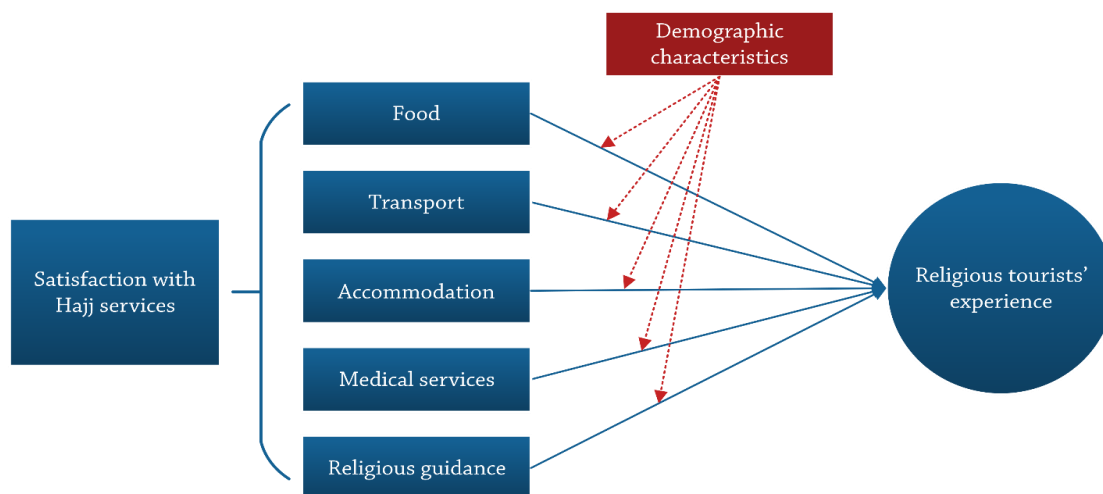 Demographic
characteristics
Food
Transport
Satisfaction with
Hajj services
Accommodation
Religious tourists’
experience
Medical services
Religious guidance